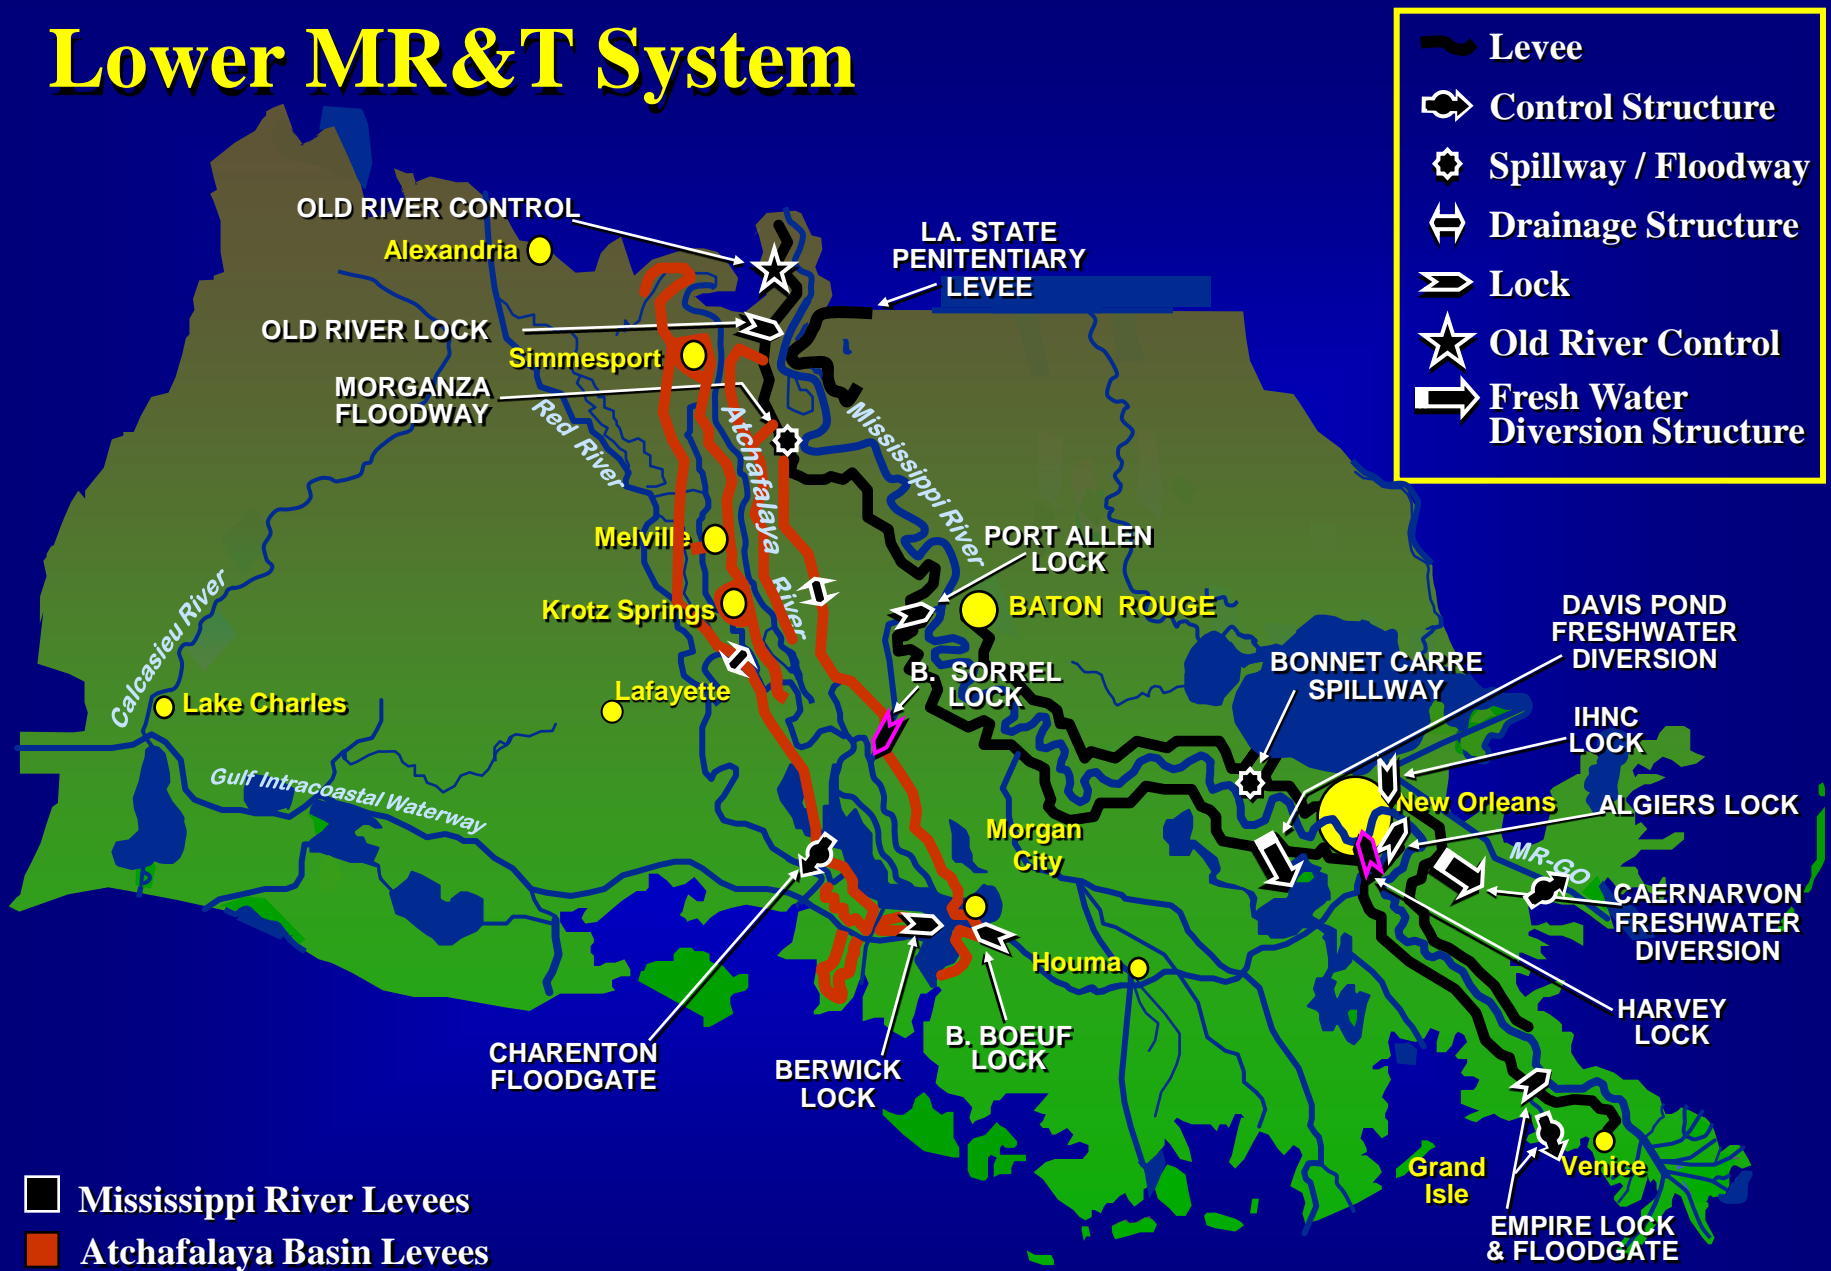 Lower MR&T System
Levee
Control Structure
Spillway / Floodway
Drainage Structure
Lock
Old River Control
Fresh Water
Diversion Structure
OLD RIVER CONTROL
Alexandria
LA. STATE
PENITENTIARY
LEVEE
OLD RIVER LOCK
Simmesport
MORGANZA
FLOODWAY
Red River
Atchafalaya
River
Mississippi River
Melville
PORT ALLEN
LOCK
Krotz Springs
BATON ROUGE
DAVIS POND
FRESHWATER
DIVERSION
Calcasieu River
BONNET CARRE
SPILLWAY
B. SORREL
LOCK
Lake Charles
Lafayette
IHNC
LOCK
Gulf Intracoastal Waterway
New Orleans
ALGIERS LOCK
Morgan
City
MR-GO
CAERNARVON
FRESHWATER
DIVERSION
Houma
HARVEY
LOCK
CHARENTON
FLOODGATE
BERWICK
LOCK
B. BOEUF
LOCK
Grand
Isle
Venice
EMPIRE LOCK
& FLOODGATE
Mississippi River Levees
Atchafalaya Basin Levees